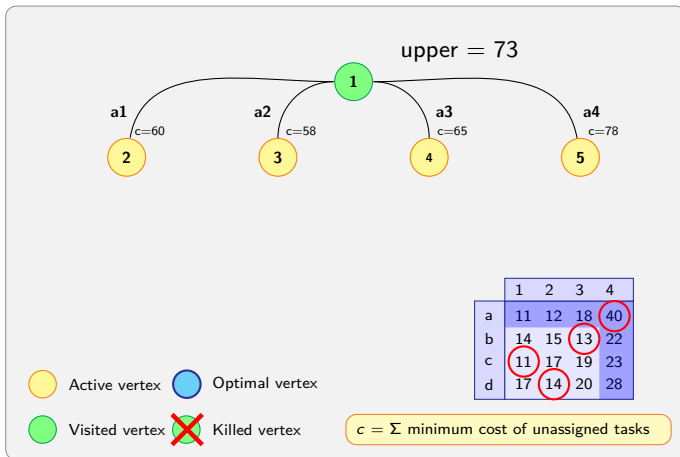 upper = 73
1
a1 a2 a3 a4
c=60 c=58 c=65 c=78
2 3 4 5
1 2 3 4
a 11 12 18 40
b 14 15 13 22
c 11 17 19 23
d 17 14 20 28
Active vertex Optimal vertex
Visited vertex Killed vertex
c = Σ minimum cost of unassigned tasks